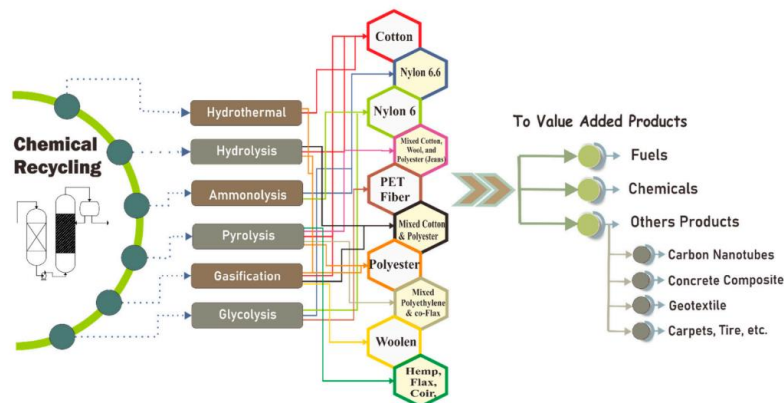 Chemical
Recycling
Hydrothermal
Hydrolysis
Ammonolysis
Pyrolysis
Gasification
Glycolysis
Cotton
Nylon 6.6
Nylon 6
Mixed Cotton,
Wool, and
Polyester (Jeans)
PET
Fiber
Mixed Cotton
& Polyester
Polyester
Mixed
Polyethylene
& co-Flax
Woolen
Hemp,
Flax,
Coir,
To Value Added Products
Fuels
Chemicals
Others Products
Carbon Nanotubes
Concrete Composite
Geotextile
Carpets, Tire, etc.